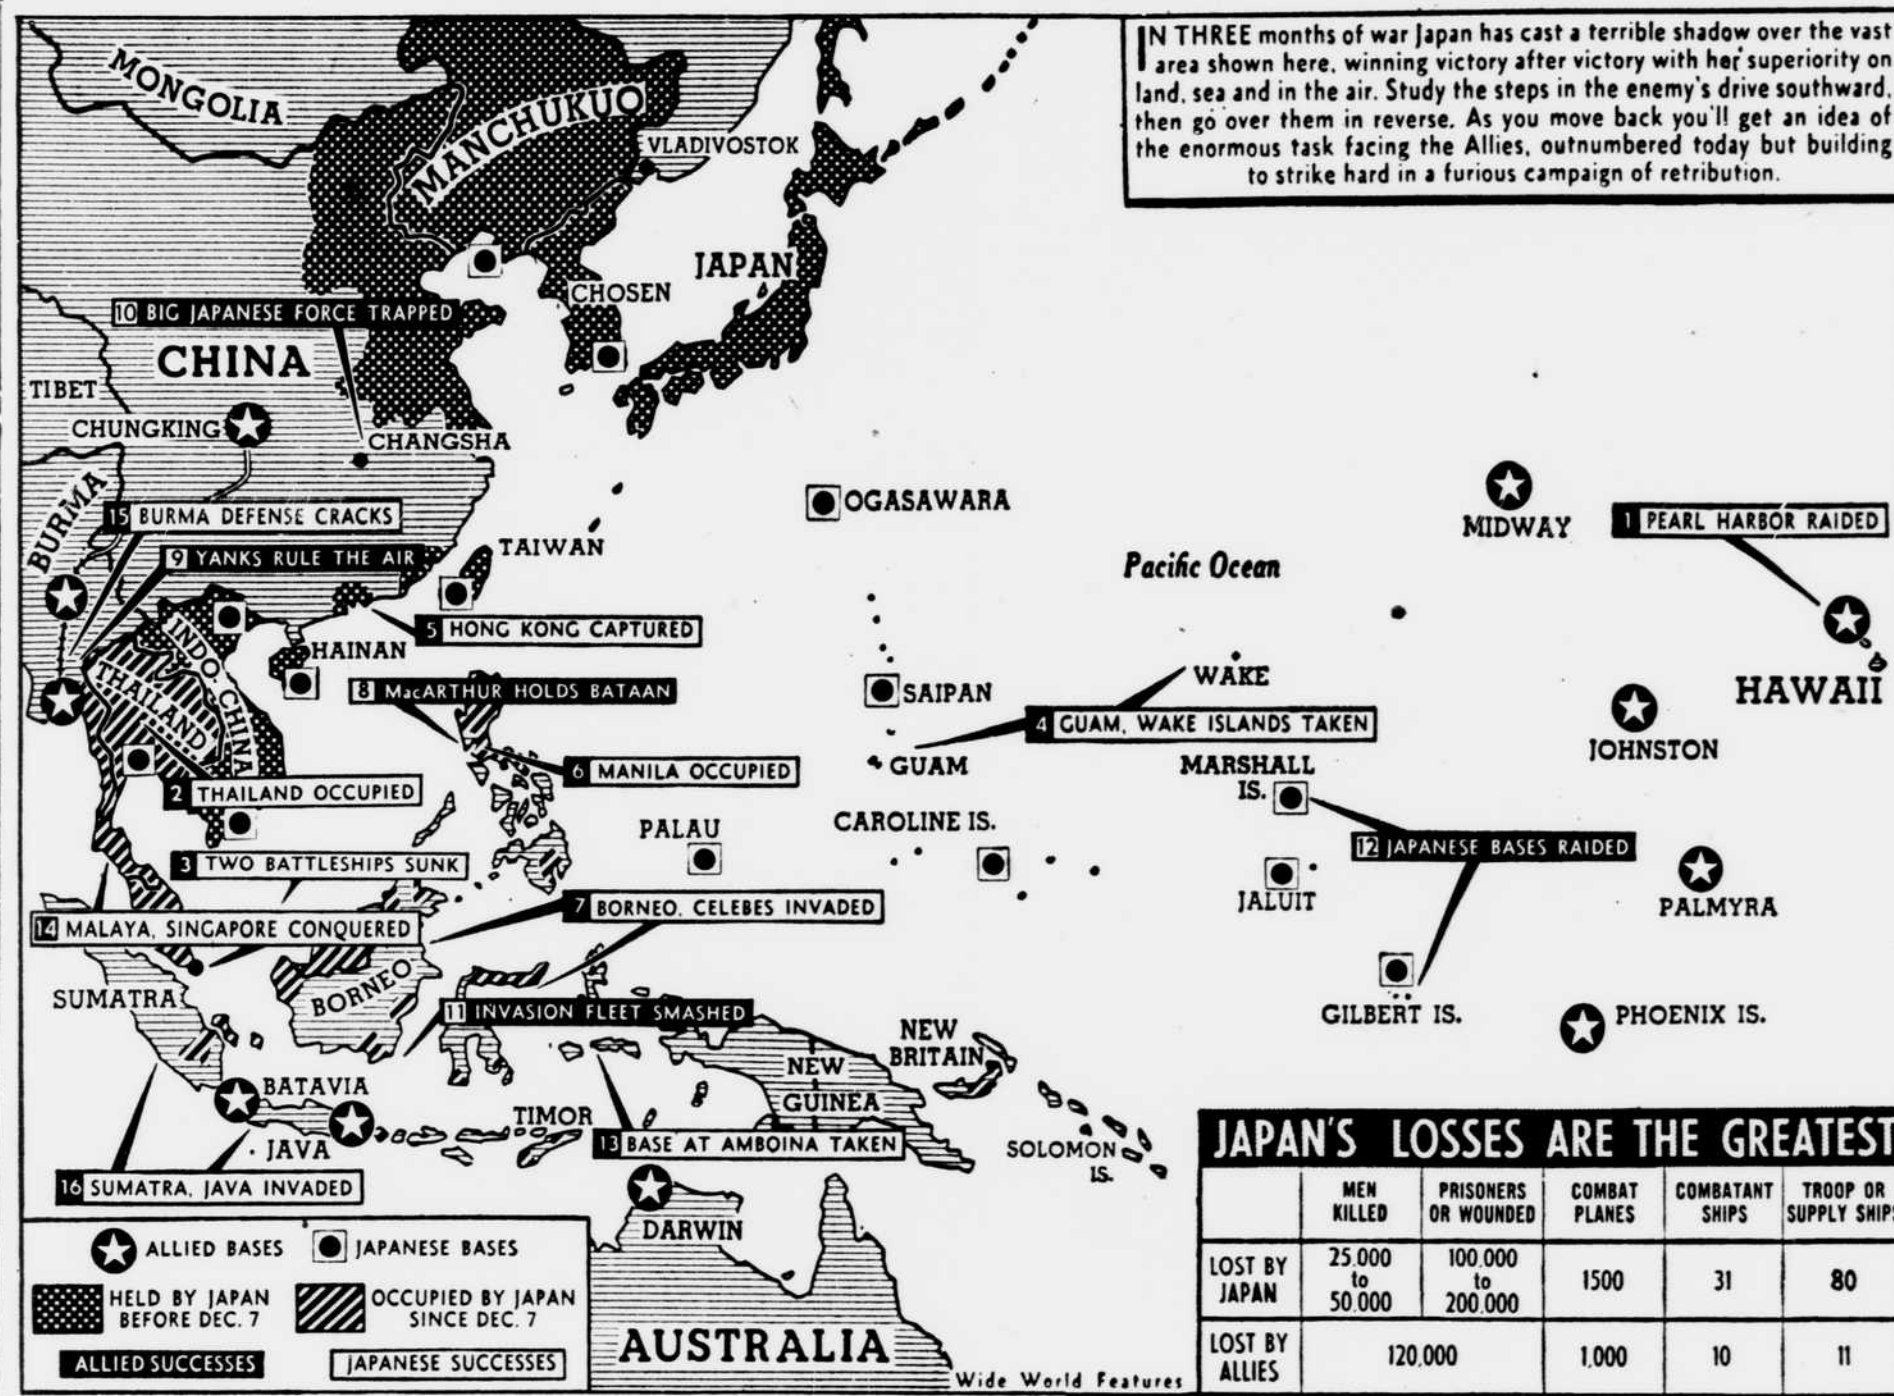 IN THREE months of war Japan has cast a terrible shadow over the vast
area shown here, winning victory after victory with her superiority on
land, sea and in the air. Study the steps in the enemy's drive southward,
then go over them in reverse. As you move back you'll get an idea of
the enormous task facing the Allies, outnumbered today but building
to strike hard in a furious campaign of retribution.
MONGOLIA
MANCHUKUO
VLADIVOSTOK
JAPAN
CHOSEN
10 BIG JAPANESE FORCE TRAPPED
CHINA
TIBET
CHUNGKING
CHANGSHA
BURMA
15 BURMA DEFENSE CRACKS
9 YANKS RULE THE AIR
TAIWAN
OGASAWARA
MIDWAY
1 PEARL HARBOR RAIDED
Pacific Ocean
5 HONG KONG CAPTURED
INDO-CHINA
HAINAN
THAILAND
8 MacARTHUR HOLDS BATAAN
SAIPAN
WAKE
HAWAII
4 GUAM, WAKE ISLANDS TAKEN
JOHNSTON
GUAM
6 MANILA OCCUPIED
MARSHALL
IS.
2 THAILAND OCCUPIED
PALAU
CAROLINE IS.
12 JAPANESE BASES RAIDED
3 TWO BATTLESHIPS SUNK
JALUIT
PALMYRA
7 BORNEO, CELEBES INVADED
14 MALAYA, SINGAPORE CONQUERED
SUMATRA
BORNEO
11 INVASION FLEET SMASHED
GILBERT IS.
PHOENIX IS.
NEW
BRITAIN
NEW
GUINEA
BATAVIA
JAVA
TIMOR
13 BASE AT AMBOINA TAKEN
SOLOMON
IS.
16 SUMATRA, JAVA INVADED
DARWIN
AUSTRALIA
Wide World Features
ALLIED BASES
JAPANESE BASES
HELD BY JAPAN
BEFORE DEC. 7
OCCUPIED BY JAPAN
SINCE DEC. 7
ALLIED SUCCESSES
JAPANESE SUCCESSES
JAPAN'S LOSSES ARE THE GREATEST
MEN
KILLED
PRISONERS
OR WOUNDED
COMBAT
PLANES
COMBATANT
SHIPS
TROOP OR
SUPPLY SHIPS
LOST BY
JAPAN
25.000
to
50.000
100.000
to
200.000
1500
31
80
LOST BY
ALLIES
120,000
1,000
10
11